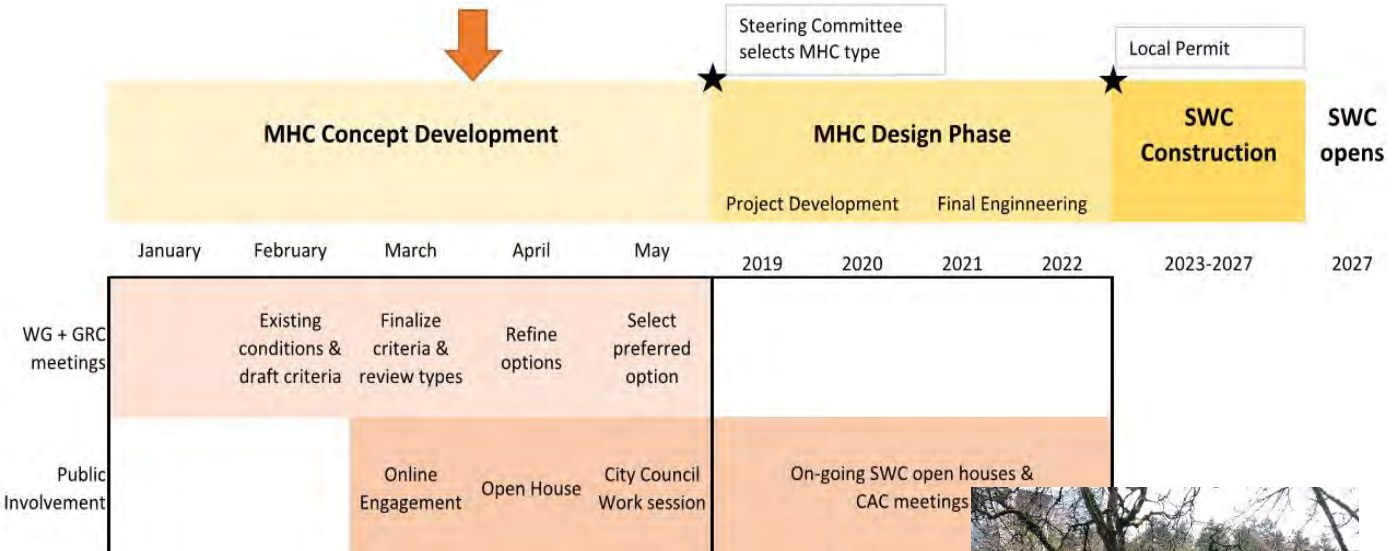 Steering Committee
selects MHC type
Local Permit
MHC Concept Development
MHC Design Phase
SWC
Construction
SWC
opens
Project Development
Final Enginneering
January
February
March
April
May
2019
2020
2021
2022
2023-2027
2027
WG + GRC
meetings
Existing
conditions &
draft criteria
Finalize
criteria &
review types
Refine
options
Select
preferred
option
Public
Involvement
Online
Engagement
Open House
City Council
Work session
On-going SWC open houses &
CAC meetings